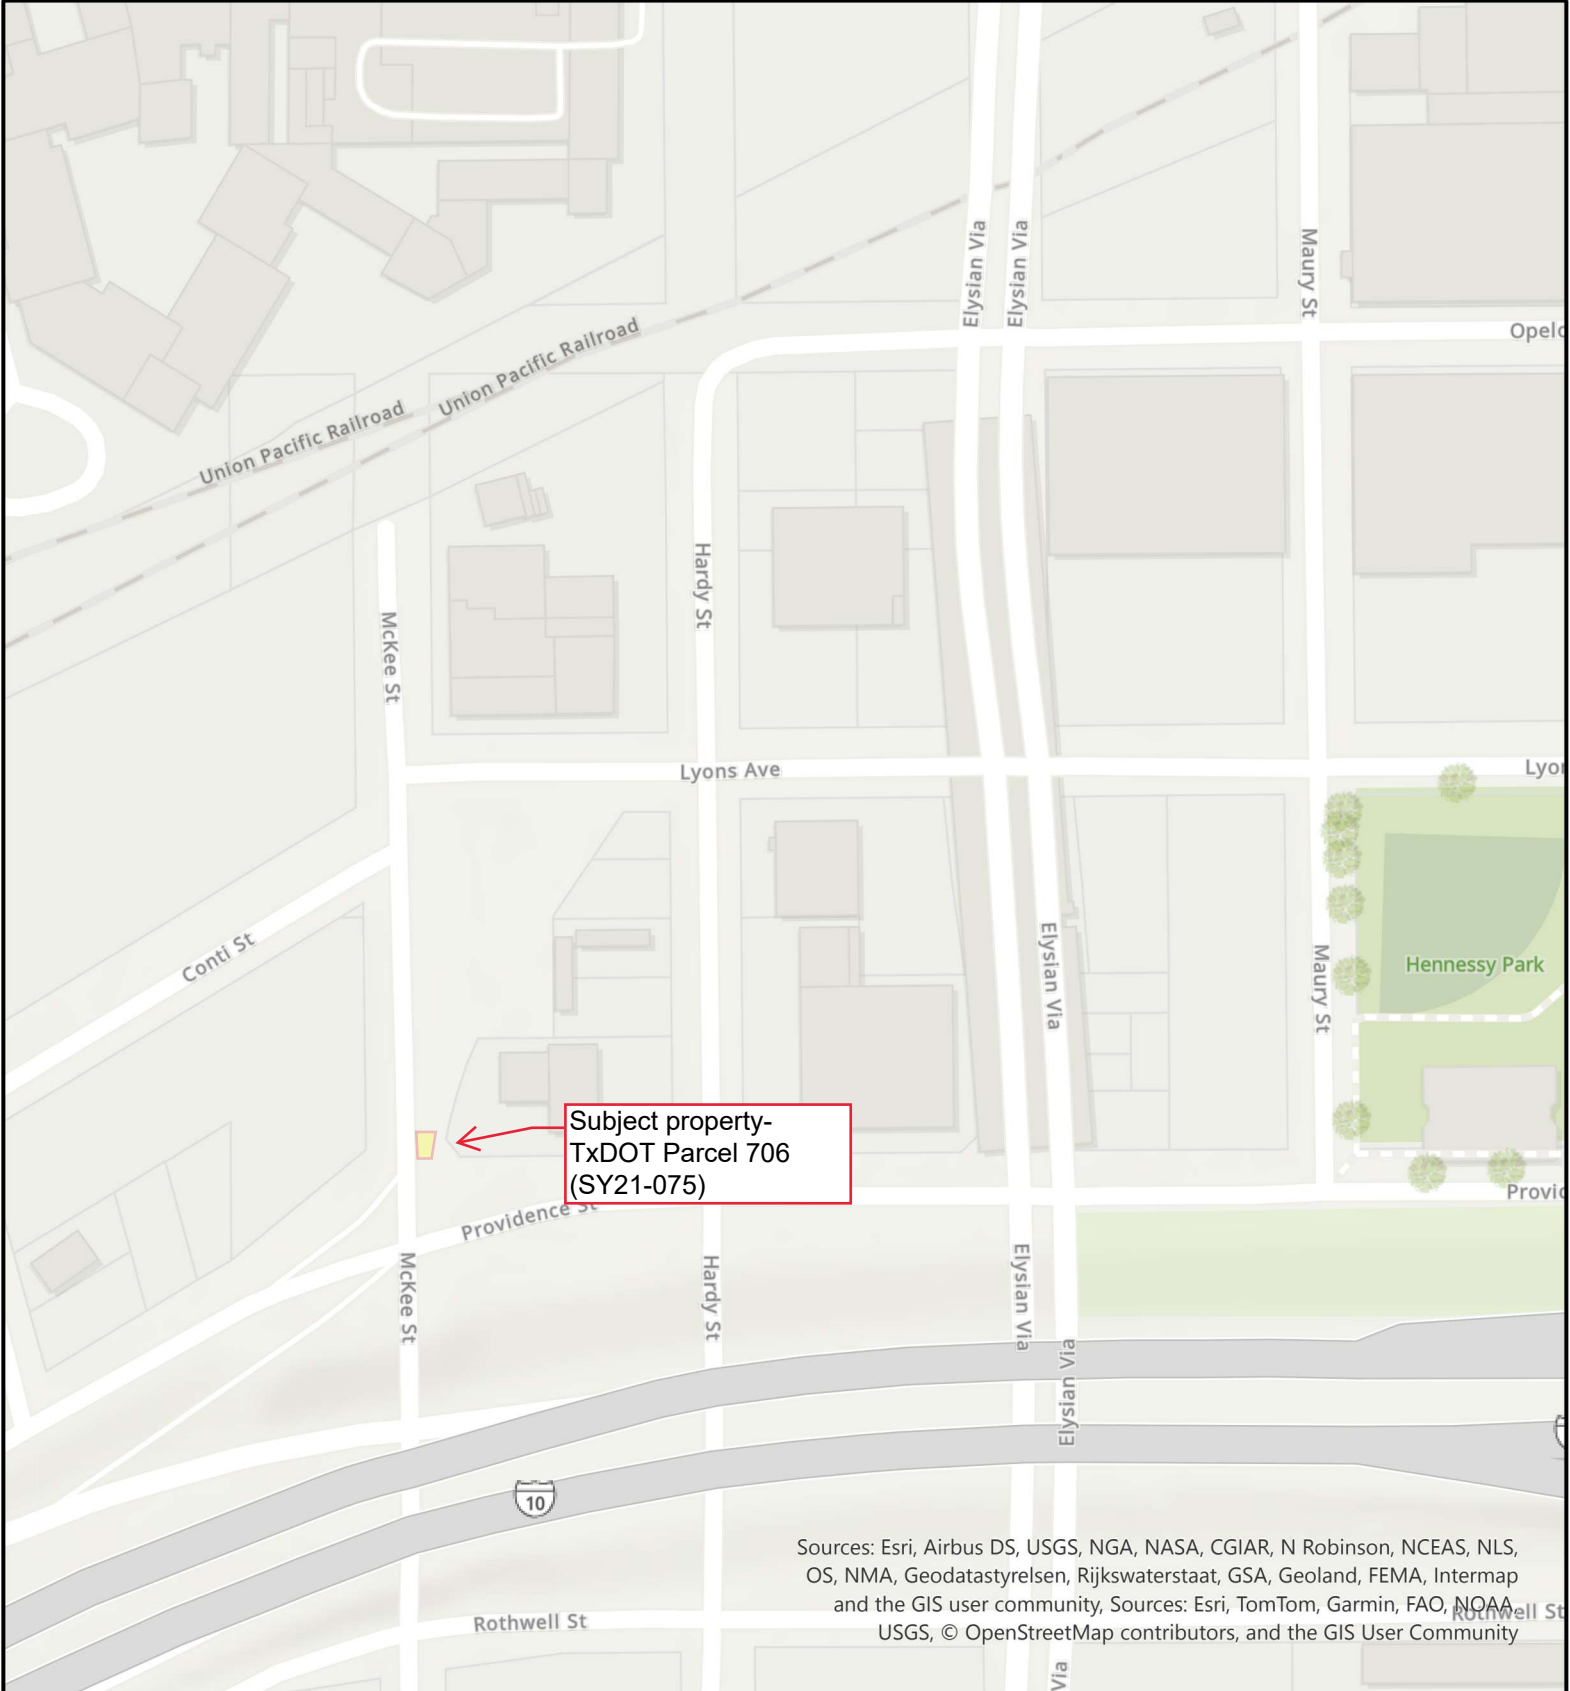 Elysian Via
Elysian Via
Maury St
Opelo
Union Pacific Railroad
Union Pacific Railroad
Hardy St
McKee St
Lyons Ave
Lyon
Conti St
Elysian Via
Maury St
Hennessy Park
Subject property-
TxDOT Parcel 706
(SY21-075)
Providence St
Provid
McKee St
Hardy St
Elysian Via
Elysian Via
10
Sources: Esri, Airbus DS, USGS, NGA, NASA, CGIAR, N Robinson, NCEAS, NLS,
OS, NMA, Geodatastyrelsen, Rijkswaterstaat, GSA, Geoland, FEMA, Intermap
and the GIS user community, Sources: Esri, TomTom, Garmin, FAO, NOAA,
USGS, © OpenStreetMap contributors, and the GIS User Community
Rothwell St
Rothwell St
Via